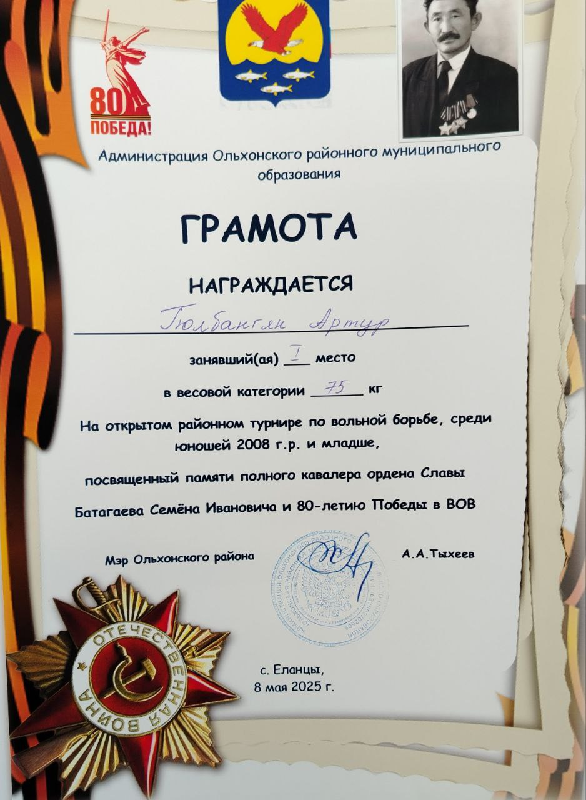 80
ПОБЕДА!
Администрация Ольхонского районного муниципального
образования
ГРАМОТА
НАГРАЖДАЕТСЯ
Гюлбангян Артур
занявший(ая) I место
в весовой категории 75 кг
На открытом районном турнире по вольной борьбе, среди
юношей 2008 г.р. и младше,
посвященный памяти полного кавалера ордена Славы
Батагаева Семёна Ивановича и 80-летию Победы в ВОВ
Мэр Ольхонского района А.А.Тыхеев
ОТЕЧЕСТВЕННАЯ ВОЙНА
с. Еланцы,
8 мая 2025 г.